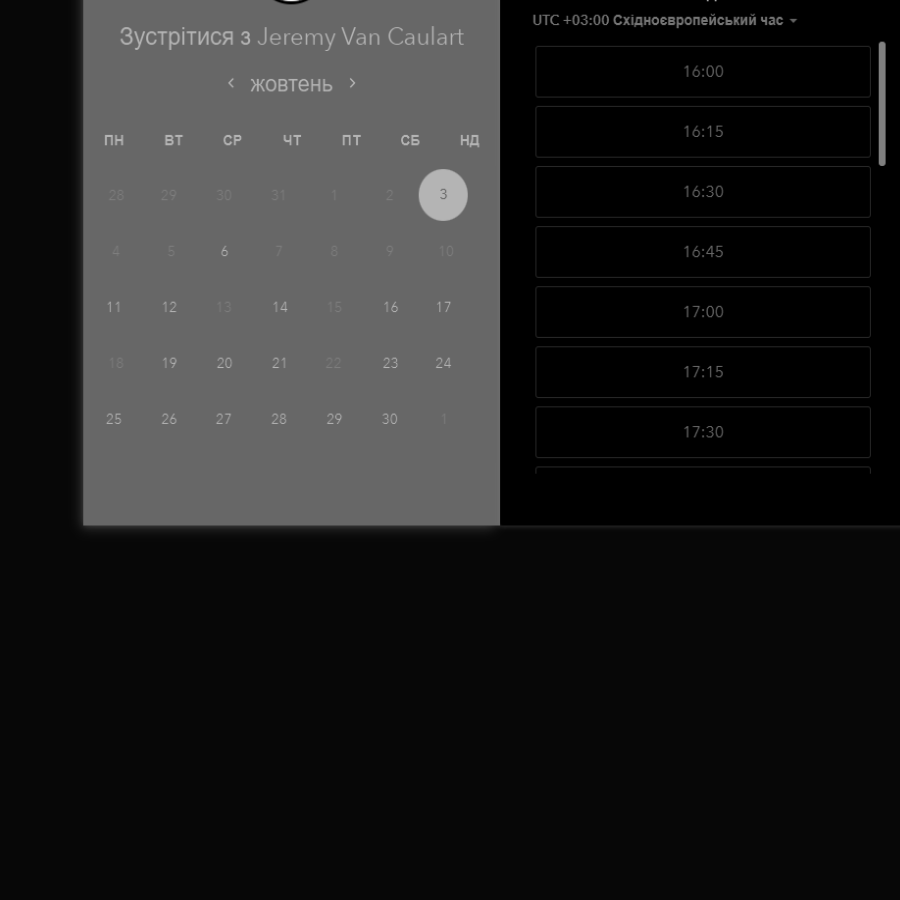 Зустрітися з Jeremy Van Caulart
жовтень
ПН ВТ СР ЧТ ПТ СБ НД
28 29 30 31 1 2 3
4 5 6 7 8 9 10
11 12 13 14 15 16 17
18 19 20 21 22 23 24
25 26 27 28 29 30 1
UTC +03:00 Східноєвропейський час
16:00
16:15
16:30
16:45
17:00
17:15
17:30